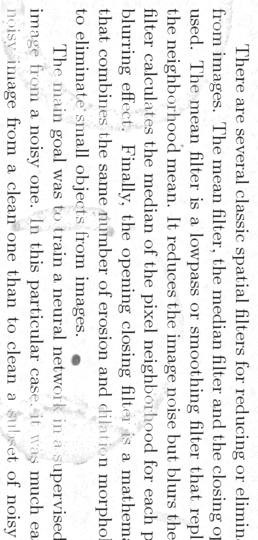 There are several classic spatial filters for reducing or elimin
from images. The mean filter, the median filter and the closing op
used. The mean filter is a lowpass or smoothing filter that repl
the neighborhood mean. It reduces the image noise but blurs the
filter calculates the median of the pixel neighborhood for each p
blurring effect. Finally, the opening closing filter is a mathema
that combines the same number of erosion and dilation morphol
to eliminate small objects from images.
The main goal was to train a neural network in a supervised
image from a noisy one. In this particular case, it was much ea
noisy image from a clean one than to clean a subset of noisy